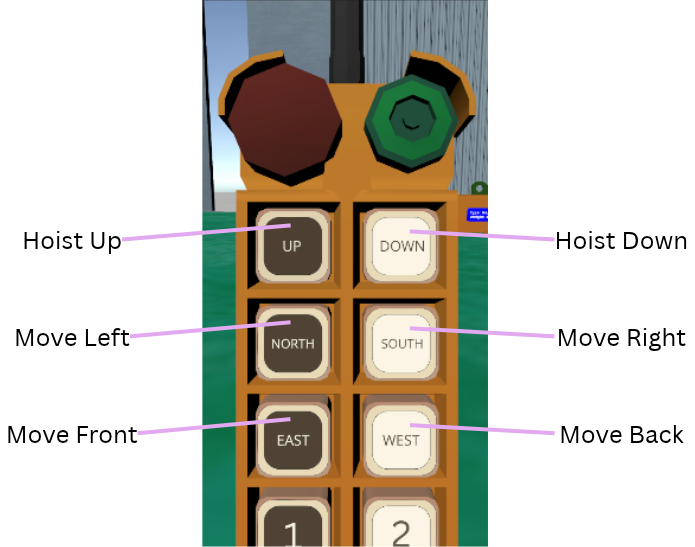 Hoist Up
UP
DOWN
Hoist Down
Move Left
NORTH
SOUTH
Move Right
Move Front
EAST
WEST
Move Back
1
2